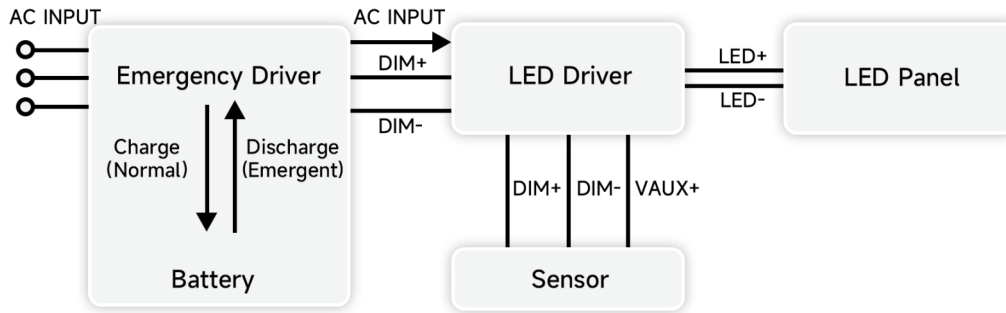 AC INPUT
AC INPUT
Emergency Driver
DIM+
DIM-
LED Driver
LED+
LED-
LED Panel
Charge
(Normal)
Discharge
(Emergent)
DIM+
DIM-
VAUX+
Battery
Sensor